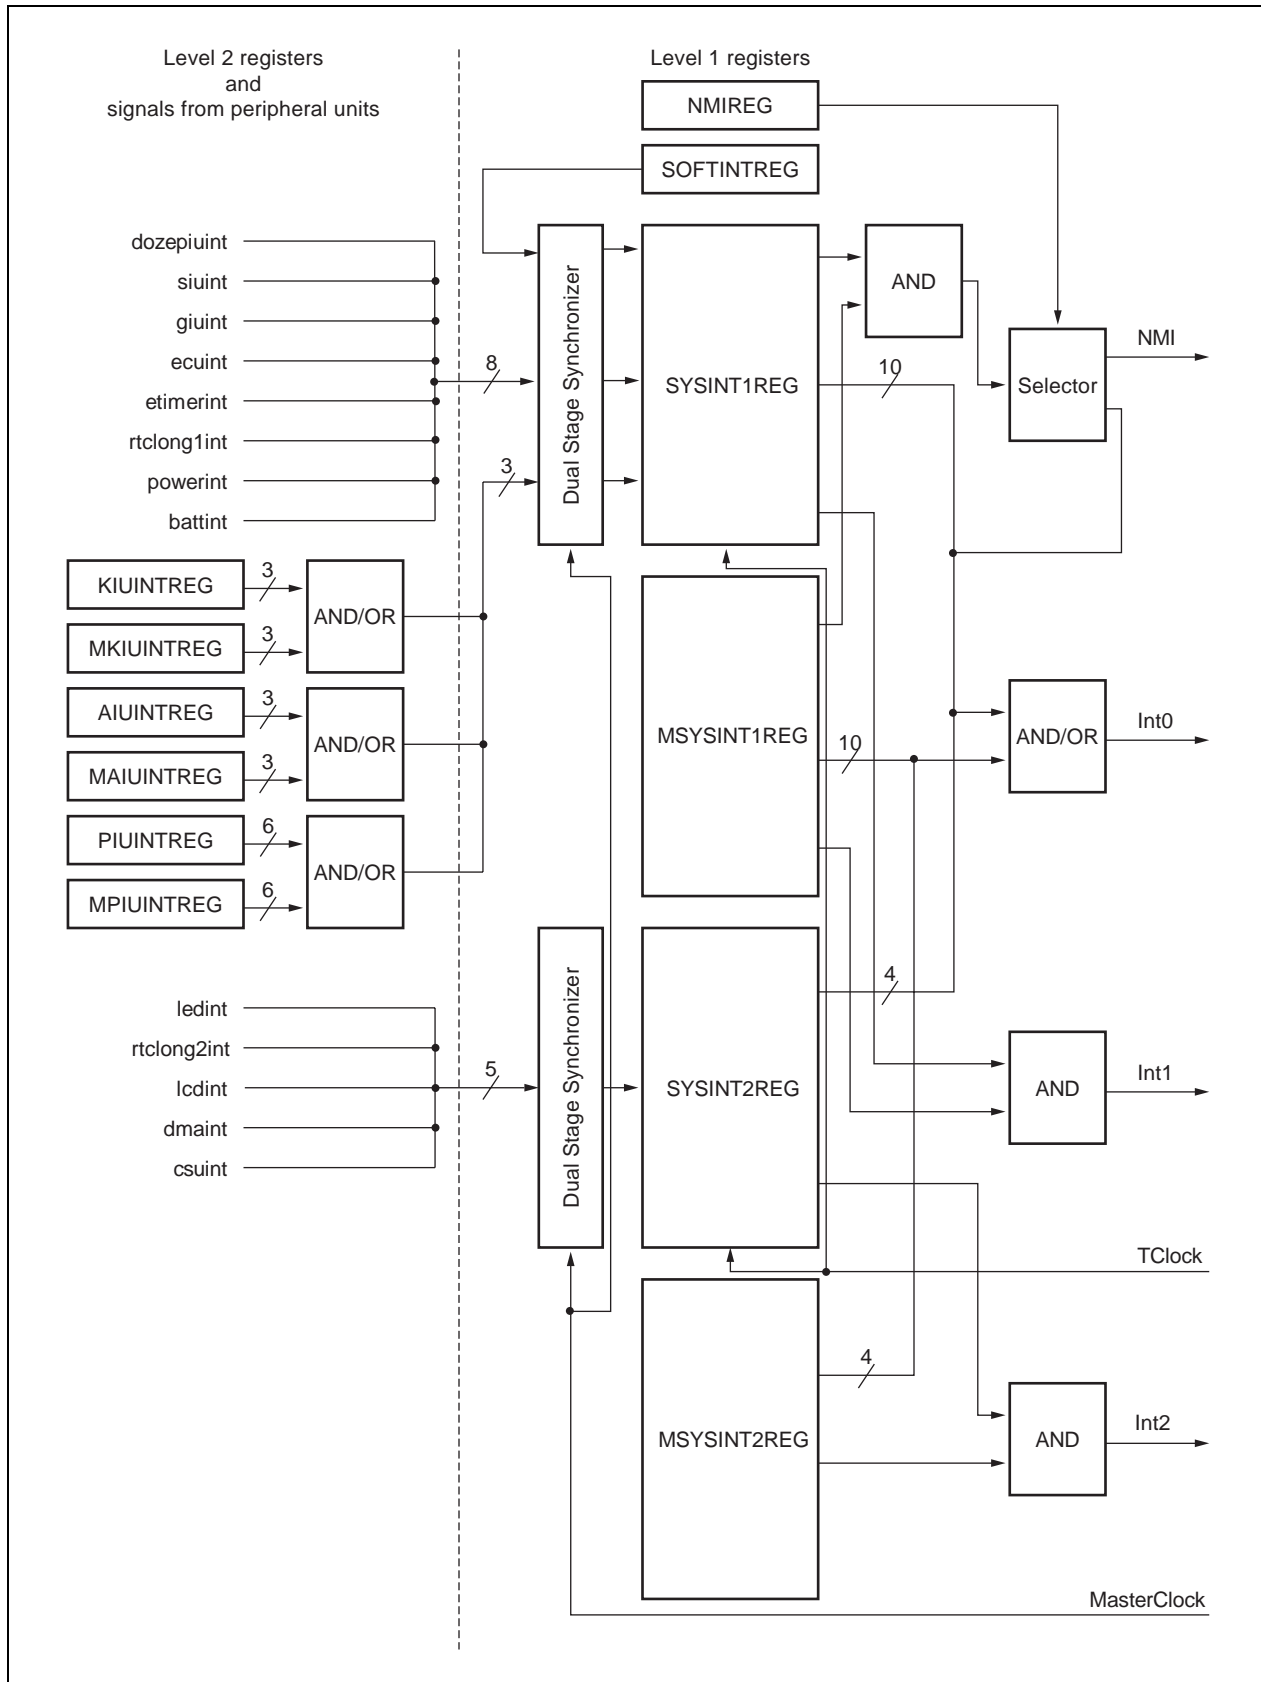 Level 2 registers
and
signals from peripheral units
Level 1 registers
NMIREG
SOFTINTREG
dozepiuint
siuint
giuint
ecuint
etimerint
rtclong1int
powerint
battint
8
3
Dual Stage Synchronizer
SYSINT1REG
AND
10
Selector
NMI
KIUINTREG
3
MKIUINTREG
3
AND/OR
AIUINTREG
3
MAIUINTREG
3
AND/OR
PIUINTREG
6
MPIUINTREG
6
AND/OR
MSYSINT1REG
10
AND/OR
Int0
ledint
rtclong2int
lcdint
dmaint
csuint
5
Dual Stage Synchronizer
SYSINT2REG
4
AND
Int1
TClock
MSYSINT2REG
4
AND
Int2
MasterClock